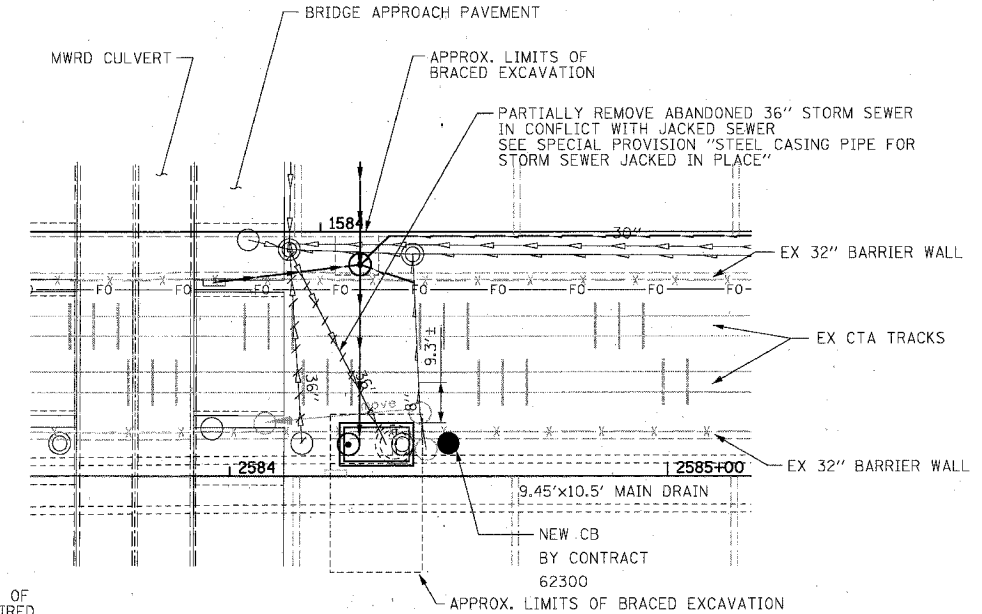 BRIDGE APPROACH PAVEMENT
MWRD CULVERT
APPROX. LIMITS OF
BRACED EXCAVATION
PARTIALLY REMOVE ABANDONED 36" STORM SEWER
IN CONFLICT WITH JACKED SEWER
SEE SPECIAL PROVISION "STEEL CASING PIPE FOR
STORM SEWER JACKED IN PLACE"
1584
30"
EX 32" BARRIER WALL
FO FO FO FO FO FO FO FO
EX CTA TRACKS
9.3'±
36"
36"
8"
2584
2585+00
EX 32" BARRIER WALL
9.45'x10.5' MAIN DRAIN
NEW CB
BY CONTRACT
62300
OF
APPROX. LIMITS OF BRACED EXCAVATION